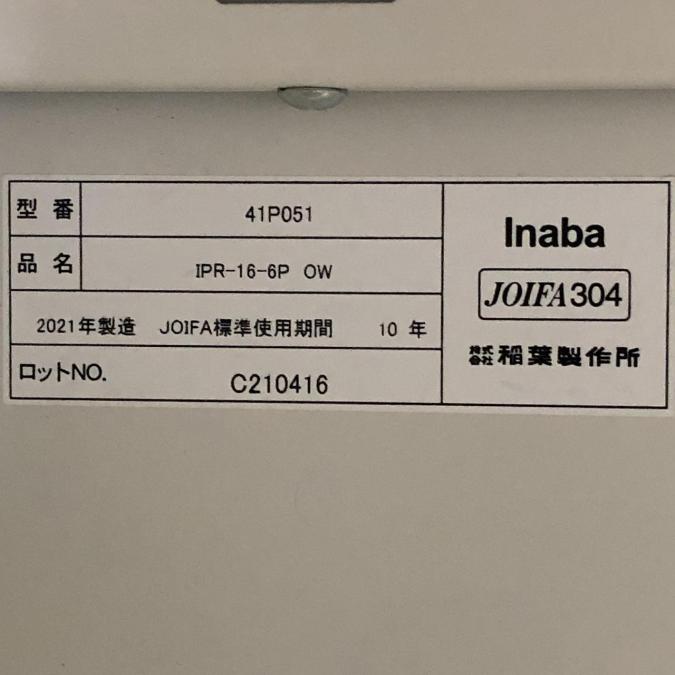 型番 41P051
品名 IPR-16-6P OW
2021年製造 JOIFA標準使用期間 10 年
ロットNO. C210416
Inaba
JOIFA304
株式会社 稲葉製作所